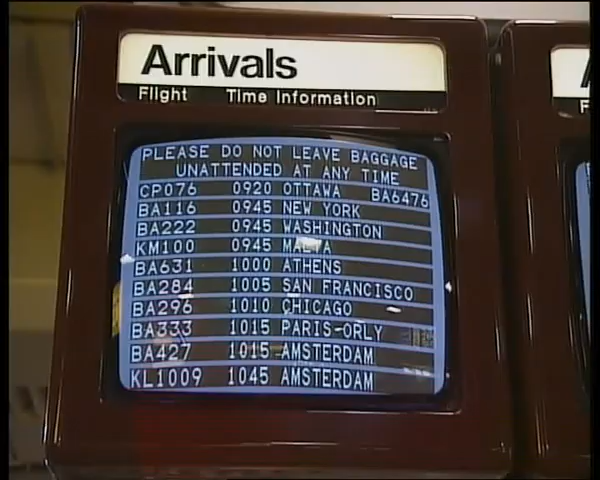 Arrivals
Flight Time Information
PLEASE DO NOT LEAVE BAGGAGE
UNATTENDED AT ANY TIME
CP076 0920 OTTAWA BA6476
BA116 0945 NEW YORK
BA222 0945 WASHINGTON
KM100 0945 MALTA
BA631 1000 ATHENS
BA284 1005 SAN FRANCISCO
BA296 1010 CHICAGO
BA333 1015 PARIS-ORLY
BA427 1015 AMSTERDAM
KL1009 1045 AMSTERDAM